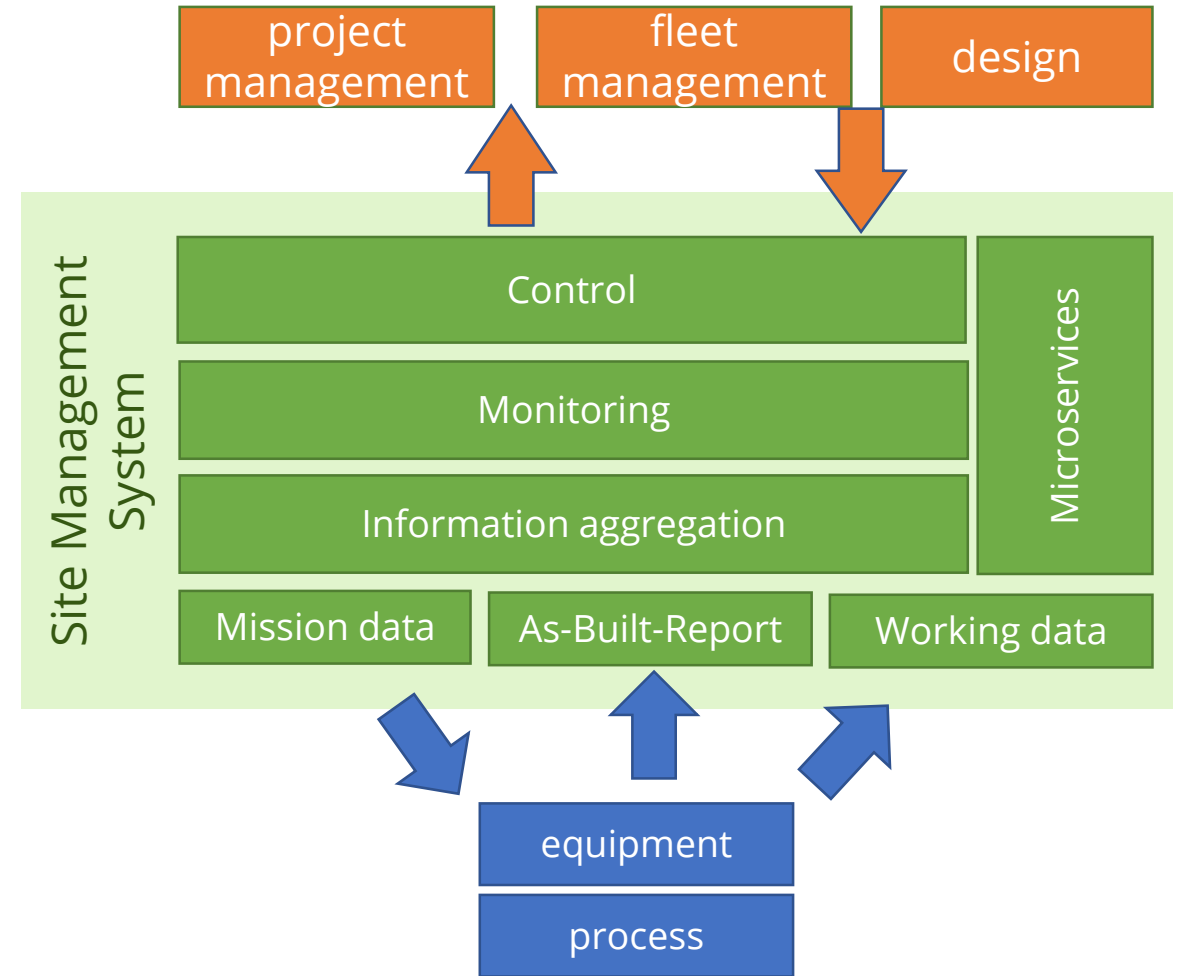 project
management
fleet
management
design
Site Management
System
Control
Monitoring
Information aggregation
Microservices
Mission data
As-Built-Report
Working data
equipment
process